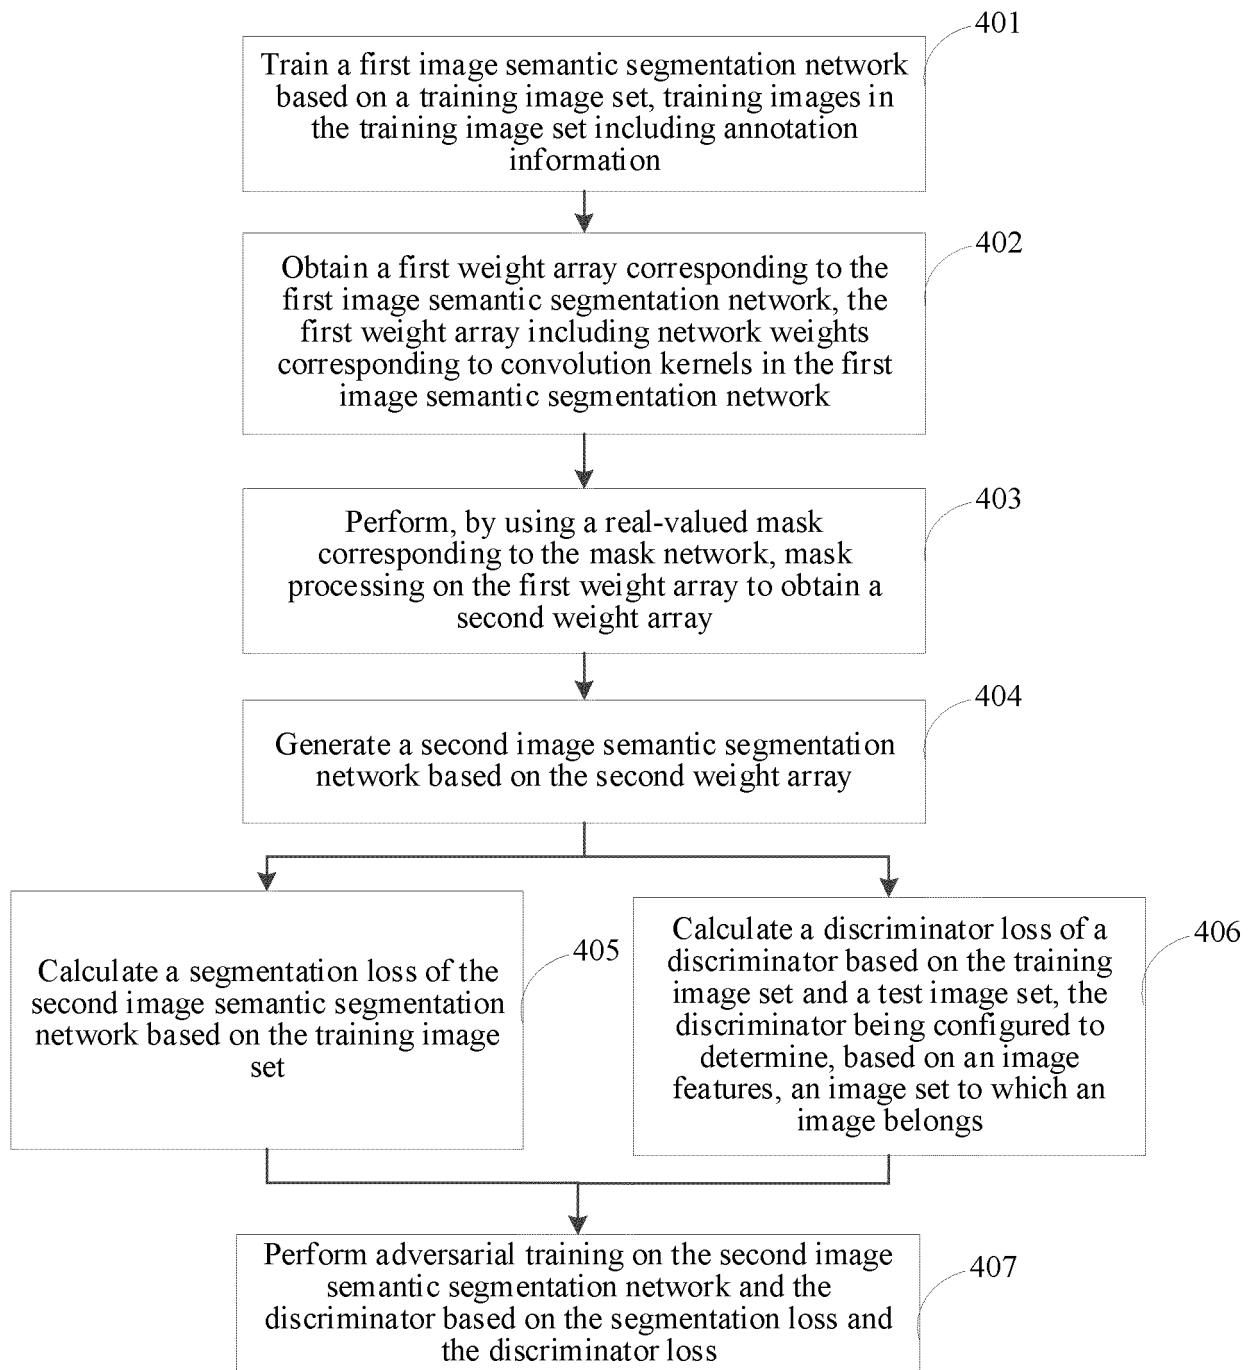 401
Train a first image semantic segmentation network
based on a training image set, training images in
the training image set including annotation
information
402
Obtain a first weight array corresponding to the
first image semantic segmentation network, the
first weight array including network weights
corresponding to convolution kernels in the first
image semantic segmentation network
403
Perform, by using a real-valued mask
corresponding to the mask network, mask
processing on the first weight array to obtain a
second weight array
404
Generate a second image semantic segmentation
network based on the second weight array
405
Calculate a segmentation loss of the
second image semantic segmentation
network based on the training image
set
406
Calculate a discriminator loss of a
discriminator based on the training
image set and a test image set, the
discriminator being configured to
determine, based on an image
features, an image set to which an
image belongs
407
Perform adversarial training on the second image
semantic segmentation network and the
discriminator based on the segmentation loss and
the discriminator loss